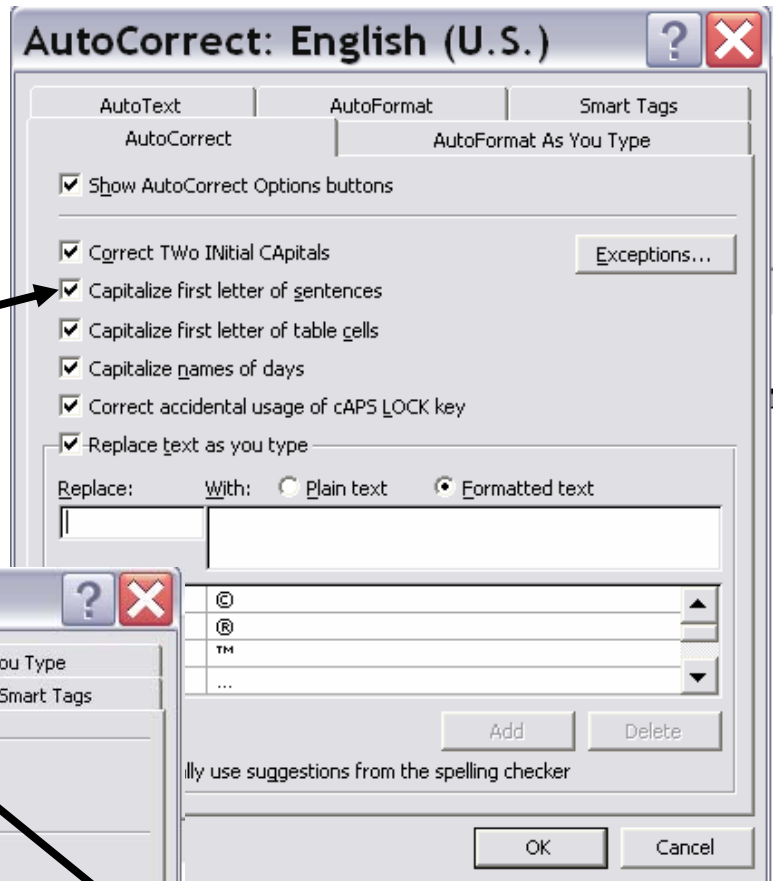 AutoCorrect: English (U.S.)
AutoText AutoFormat Smart Tags
AutoCorrect AutoFormat As You Type
Show AutoCorrect Options buttons
Correct TWo INitial CApitals Exceptions...
Capitalize first letter of sentences
Capitalize first letter of table cells
Capitalize names of days
Correct accidental usage of cAPS LOCK key
Replace text as you type
Replace: With: Plain text Formatted text
©
®
™
...
Add Delete
use suggestions from the spelling checker
OK Cancel
Type
Smart Tags